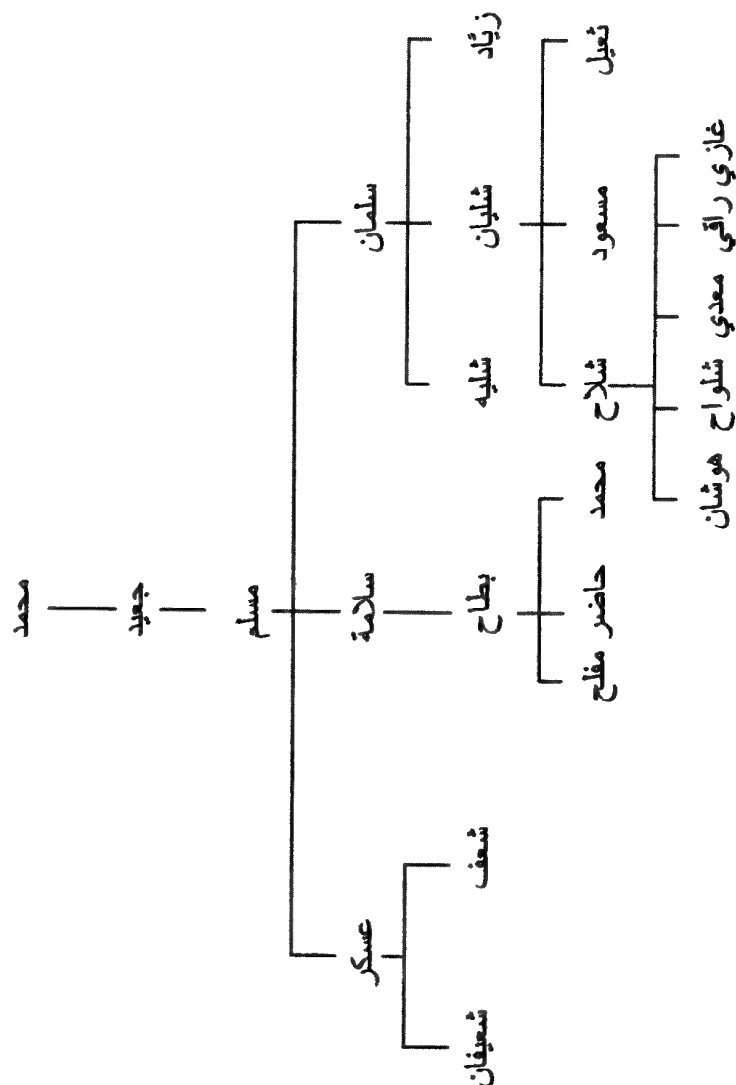 محمد
جعيد
مسلم
سلمان سلامة عسكر
زياد شليان شليه بطاح شعف شعيفان
ثعيل مسعود شلاح محمد حاضر مفلح
غازي راقي معدي شلواح هوشان